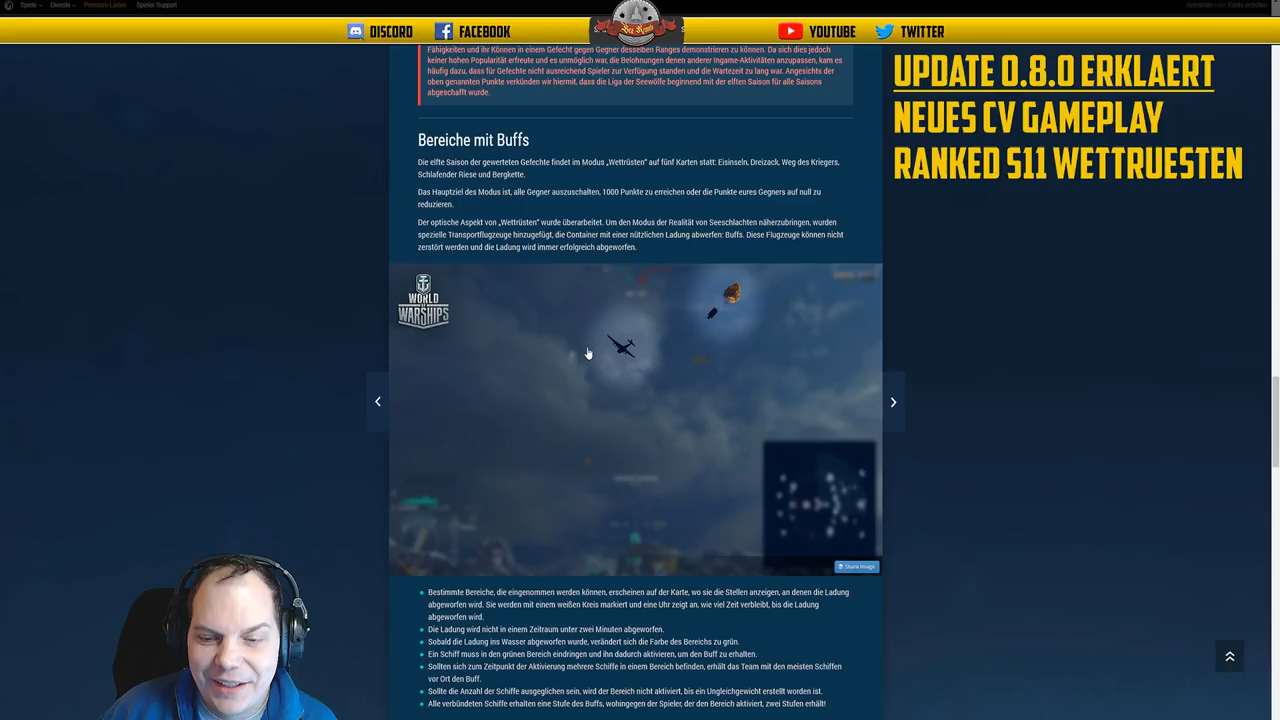 Spiele
Dienste
Premium-Laden
Spieler Support
Anmelden oder Konto erstellen
DISCORD
FACEBOOK
YOUTUBE
TWITTER
Fähigkeiten und ihr Können in einem Gefecht gegen Gegner desselben Ranges demonstrieren zu können. Da sich dies jedoch
keiner hohen Popularität erfreute und es unmöglich war, die Belohnungen denen anderer Ingame-Aktivitäten anzupassen, kam es
häufig dazu, dass für Gefechte nicht ausreichend Spieler zur Verfügung standen und die Wartezeit zu lang war. Angesichts der
oben genannten Punkte verkünden wir hiermit, dass die Liga der Seewölfe beginnend mit der elften Saison für alle Saisons
abgeschafft wurde.
UPDATE 0.8.0 ERKLAERT
NEUES CV GAMEPLAY
RANKED S11 WETTRUESTEN
Bereiche mit Buffs
Die elfte Saison der gewerteten Gefechte findet im Modus „Wettrüsten" auf fünf Karten statt: Eisinseln, Dreizack, Weg des Kriegers,
Schlafender Riese und Bergkette.
Das Hauptziel des Modus ist, alle Gegner auszuschalten, 1000 Punkte zu erreichen oder die Punkte eures Gegners auf null zu
reduzieren.
Der optische Aspekt von „Wettrüsten" wurde überarbeitet. Um den Modus der Realität von Seeschlachten näherzubringen, wurden
spezielle Transportflugzeuge hinzugefügt, die Container mit einer nützlichen Ladung abwerfen: Buffs. Diese Flugzeuge können nicht
zerstört werden und die Ladung wird immer erfolgreich abgeworfen.
WORLD
OF
WARSHIPS
Share Image
Bestimmte Bereiche, die eingenommen werden können, erscheinen auf der Karte, wo sie die Stellen anzeigen, an denen die Ladung
abgeworfen wird. Sie werden mit einem weißen Kreis markiert und eine Uhr zeigt an, wie viel Zeit verbleibt, bis die Ladung
abgeworfen wird.
Die Ladung wird nicht in einem Zeitraum unter zwei Minuten abgeworfen.
Sobald die Ladung ins Wasser abgeworfen wurde, verändert sich die Farbe des Bereichs zu grün.
Ein Schiff muss in den grünen Bereich eindringen und ihn dadurch aktivieren, um den Buff zu erhalten.
Sollten sich zum Zeitpunkt der Aktivierung mehrere Schiffe in einem Bereich befinden, erhält das Team mit den meisten Schiffen
vor Ort den Buff.
Sollte die Anzahl der Schiffe ausgeglichen sein, wird der Bereich nicht aktiviert, bis ein Ungleichgewicht erstellt worden ist.
Alle verbündeten Schiffe erhalten eine Stufe des Buffs, wohingegen der Spieler, der den Bereich aktiviert, zwei Stufen erhält!